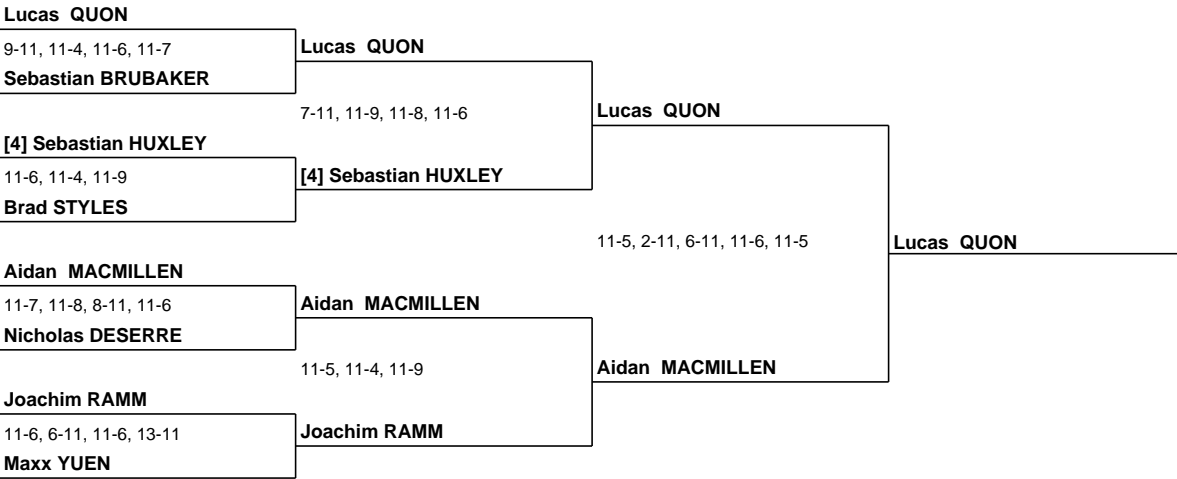 Lucas QUON
9-11, 11-4, 11-6, 11-7
Lucas QUON
Sebastian BRUBAKER
7-11, 11-9, 11-8, 11-6
Lucas QUON
[4] Sebastian HUXLEY
11-6, 11-4, 11-9
[4] Sebastian HUXLEY
Brad STYLES
11-5, 2-11, 6-11, 11-6, 11-5
Lucas QUON
Aidan MACMILLEN
11-7, 11-8, 8-11, 11-6
Aidan MACMILLEN
Nicholas DESERRE
11-5, 11-4, 11-9
Aidan MACMILLEN
Joachim RAMM
11-6, 6-11, 11-6, 13-11
Joachim RAMM
Maxx YUEN